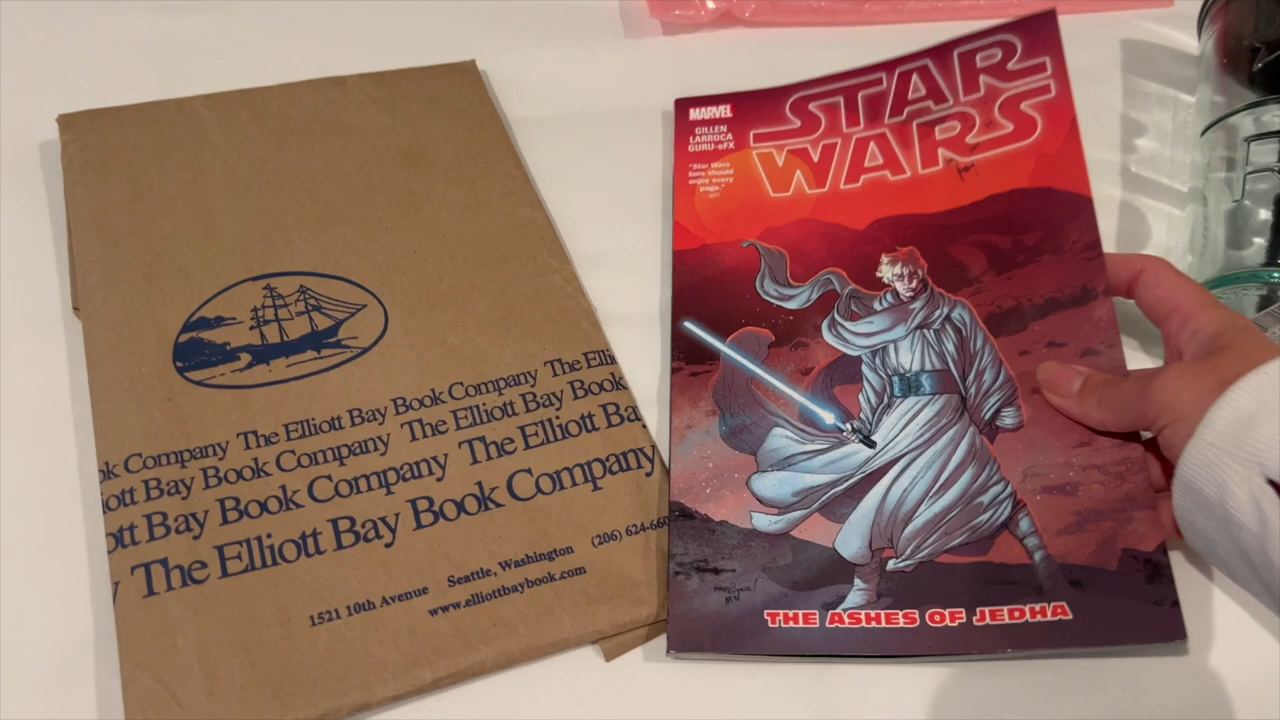 ok Company The Elliott Bay Book Company The Elli
iott Bay Book Company The Elliott Bay Book
ott Bay Book Company The Elliott Ba
y The Elliott Bay Book Company
1521 10th Avenue Seattle, Washington (206) 624-660
www.elliottbaybook.com
MARVEL
GILLEN
LARROCA
GURU-eFX
"Star Wars
fans should
enjoy every
page."
STAR
WARS
THE ASHES OF JEDHA